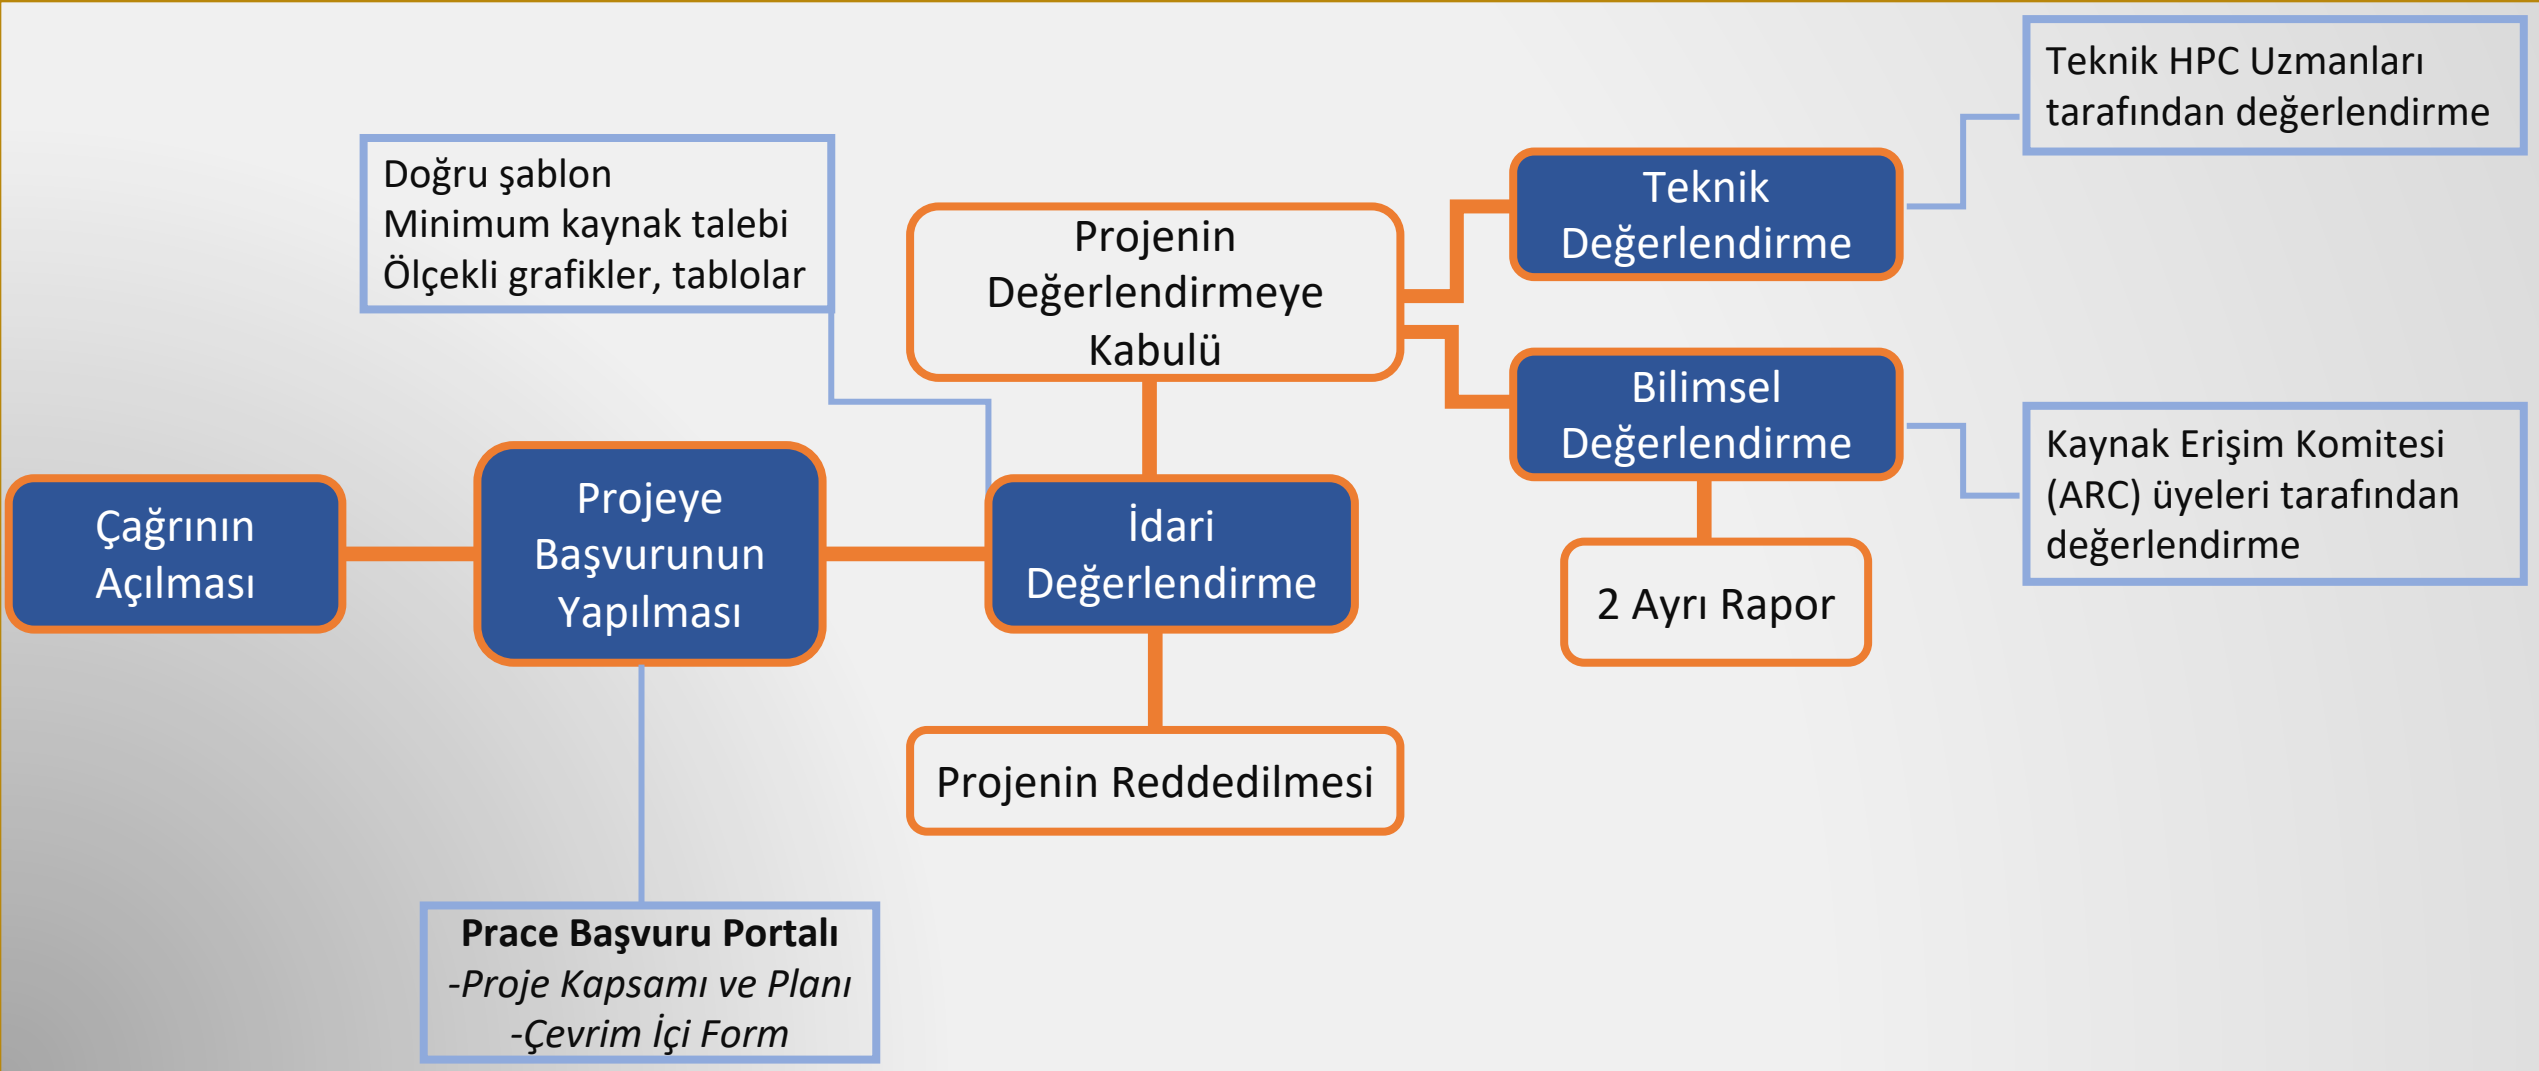 Çağrının
Açılması
Projeye
Başvurunun
Yapılması
Prace Başvuru Portalı
-Proje Kapsamı ve Planı
-Çevrim İçi Form
Doğru şablon
Minimum kaynak talebi
Ölçekli grafikler, tablolar
İdari
Değerlendirme
Projenin
Değerlendirmeye
Kabulü
Projenin Reddedilmesi
Teknik
Değerlendirme
Teknik HPC Uzmanları
tarafından değerlendirme
Bilimsel
Değerlendirme
Kaynak Erişim Komitesi
(ARC) üyeleri tarafından
değerlendirme
2 Ayrı Rapor